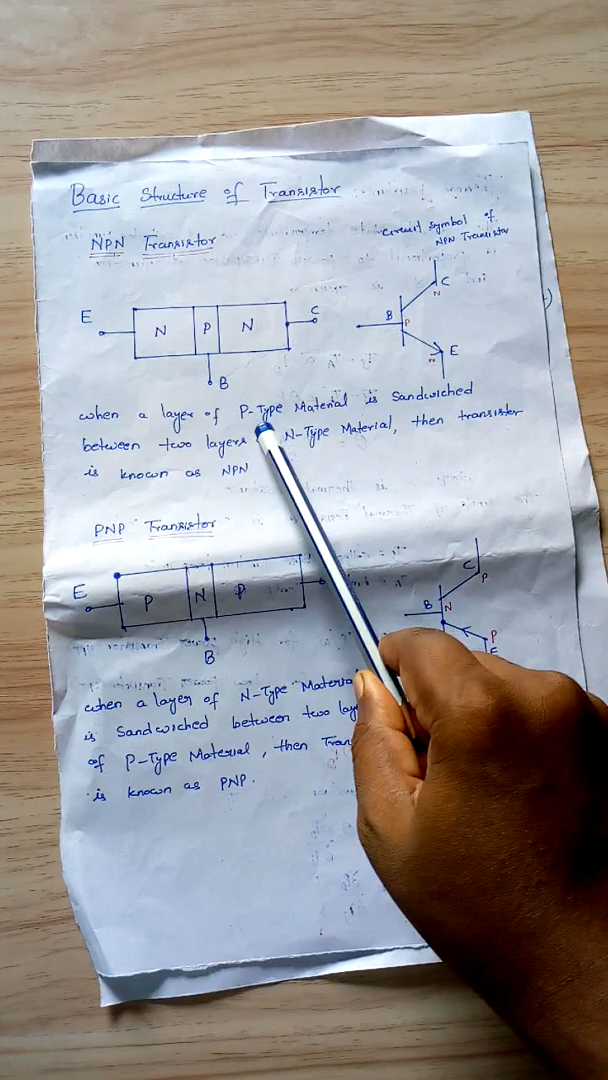 Basic Structure of Transistor
NPN Transistor
circuit symbol of
NPN Transistor
E
N
P
N
C
B
C
N
B
P
N
E
when a layer of P-Type Material is Sandwiched
between two layers N-Type Material, then transistor
is known as NPN
PNP Transistor
E
P
N
P
B
C
P
B
N
P
E
when a layer of N-Type
is Sandwiched between two
of P-Type Material, then
is known as PNP.